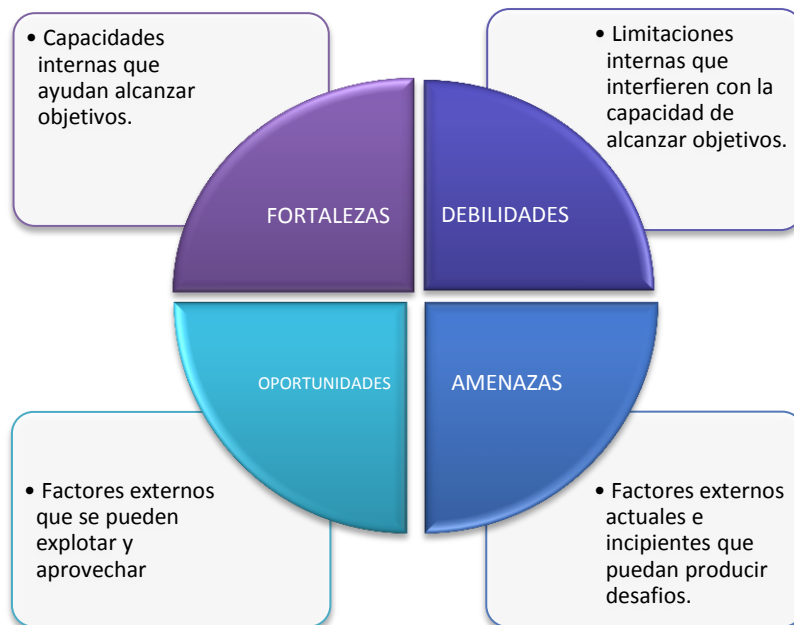 • Capacidades
internas que
ayudan alcanzar
objetivos.
• Limitaciones
internas que
interfieren con la
capacidad de
alcanzar objetivos.
FORTALEZAS
DEBILIDADES
OPORTUNIDADES
AMENAZAS
• Factores externos
que se pueden
explotar y
aprovechar
• Factores externos
actuales e
incipientes que
puedan producir
desafios.